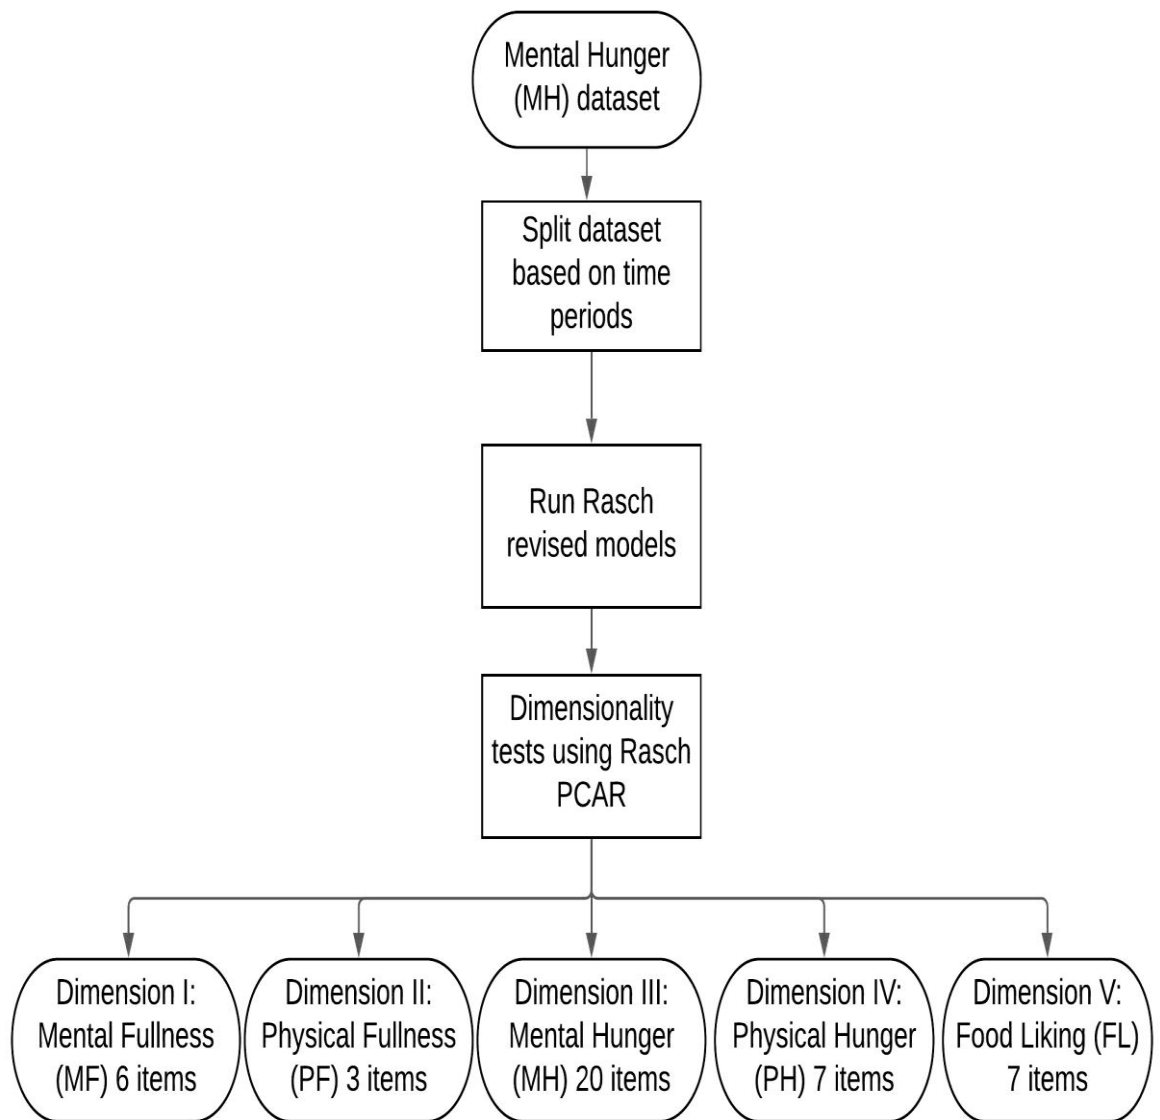 Mental Hunger
(MH) dataset
Split dataset
based on time
periods
Run Rasch
revised models
Dimensionality
tests using Rasch
PCAR
Dimension I:
Mental Fullness
(MF) 6 items
Dimension II:
Physical Fullness
(PF) 3 items
Dimension III:
Mental Hunger
(MH) 20 items
Dimension IV:
Physical Hunger
(PH) 7 items
Dimension V:
Food Liking (FL)
7 items